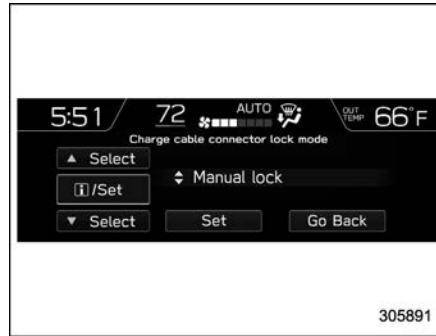 5:51 72 AUTO OUT TEMP 66°F
Charge cable connector lock mode
▲ Select
i/Set
Manual lock
▼ Select Set Go Back
305891